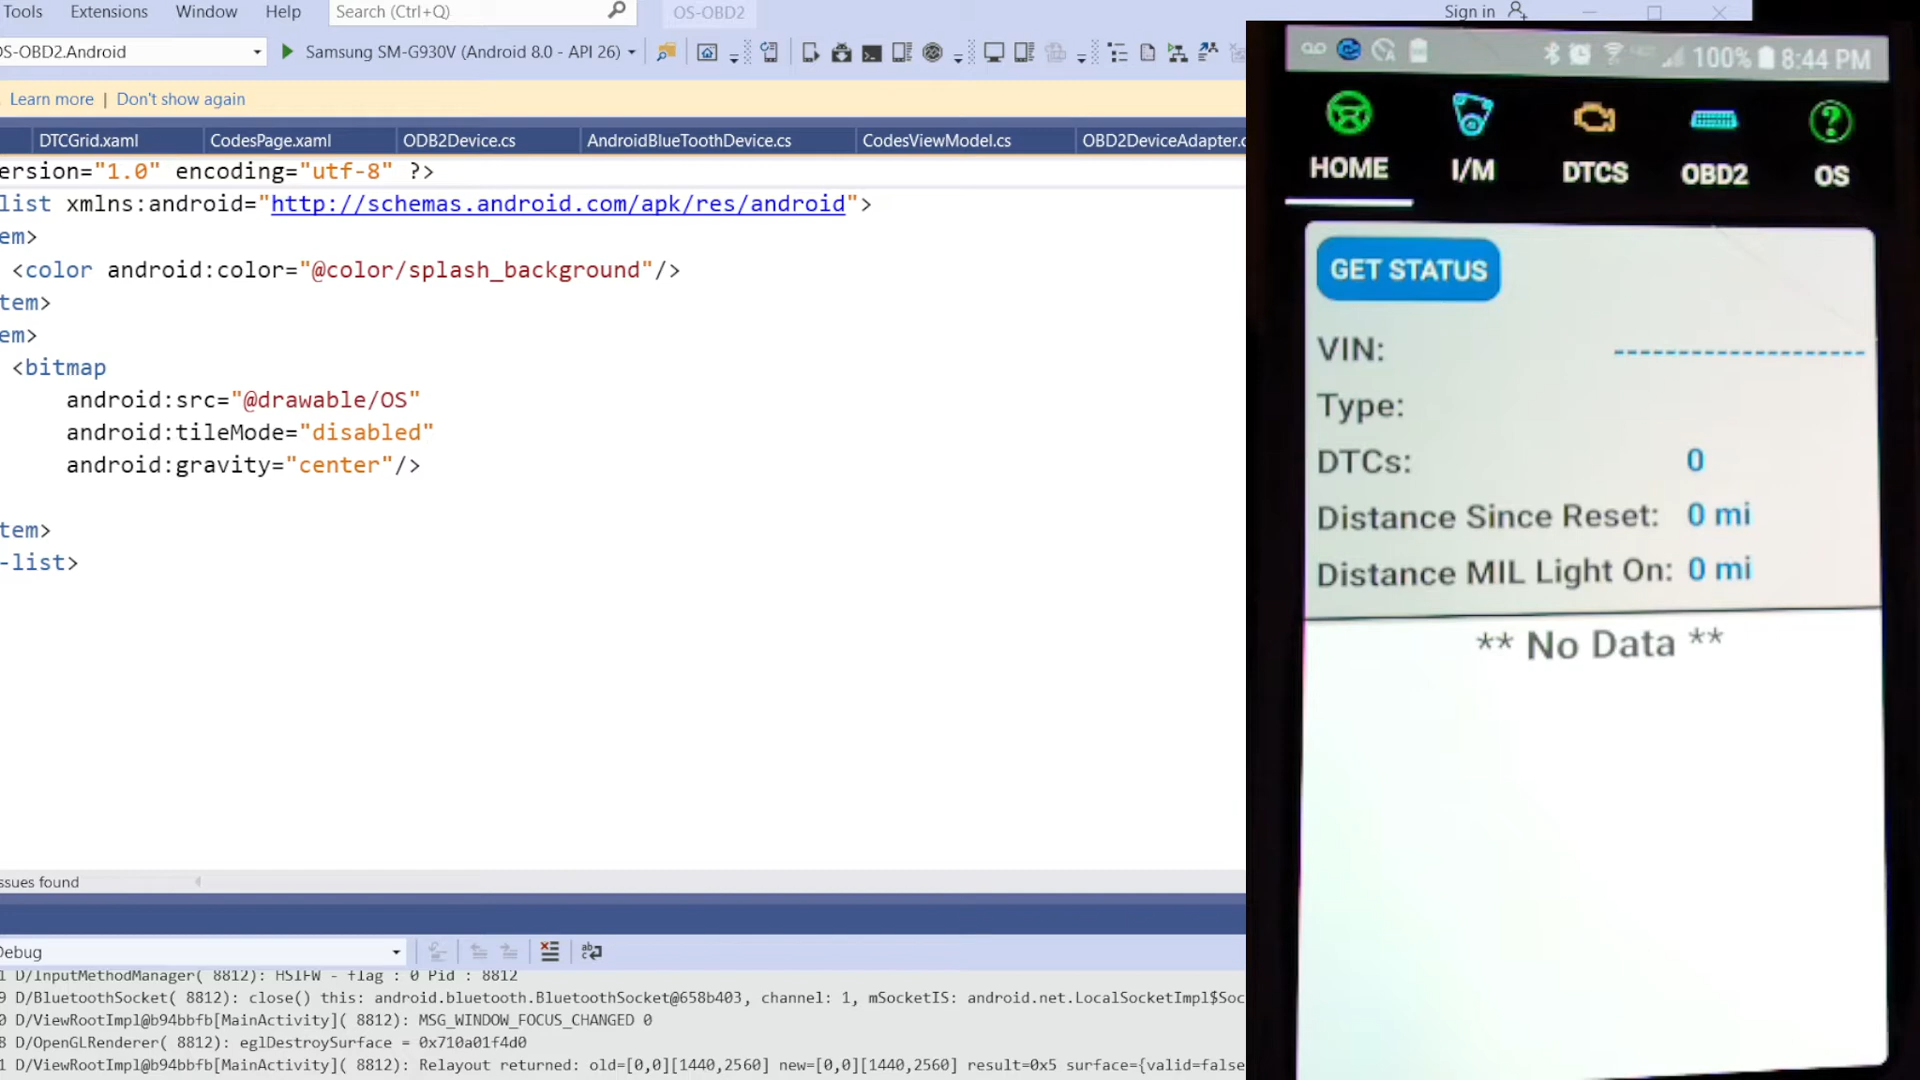 Tools Extensions Window Help Search (Ctrl+Q) OS-OBD2 Sign in
OS-OBD2.Android Samsung SM-G930V (Android 8.0 - API 26)
Learn more | Don't show again
DTCGrid.xaml CodesPage.xaml ODB2Device.cs AndroidBlueToothDevice.cs CodesViewModel.cs OBD2DeviceAdapter.c
ersion="1.0" encoding="utf-8" ?>
list xmlns:android="http://schemas.android.com/apk/res/android">
em>
<color android:color="@color/splash_background"/>
tem>
em>
<bitmap
android:src="@drawable/OS"
android:tileMode="disabled"
android:gravity="center"/>
tem>
-list>
ssues found
Debug
1 D/InputMethodManager( 8812): HSIFW - flag : 0 Pid : 8812
9 D/BluetoothSocket( 8812): close() this: android.bluetooth.BluetoothSocket@658b403, channel: 1, mSocketIS: android.net.LocalSocketImpl$Soc
0 D/ViewRootImpl@b94bbfb[MainActivity]( 8812): MSG_WINDOW_FOCUS_CHANGED 0
8 D/OpenGLRenderer( 8812): eglDestroySurface = 0x710a01f4d0
1 D/ViewRootImpl@b94bbfb[MainActivity]( 8812): Relayout returned: old=[0,0][1440,2560] new=[0,0][1440,2560] result=0x5 surface={valid=false
100% 8:44 PM
HOME I/M DTCS OBD2 OS
GET STATUS
VIN: -------------------
Type:
DTCs: 0
Distance Since Reset: 0 mi
Distance MIL Light On: 0 mi
** No Data **